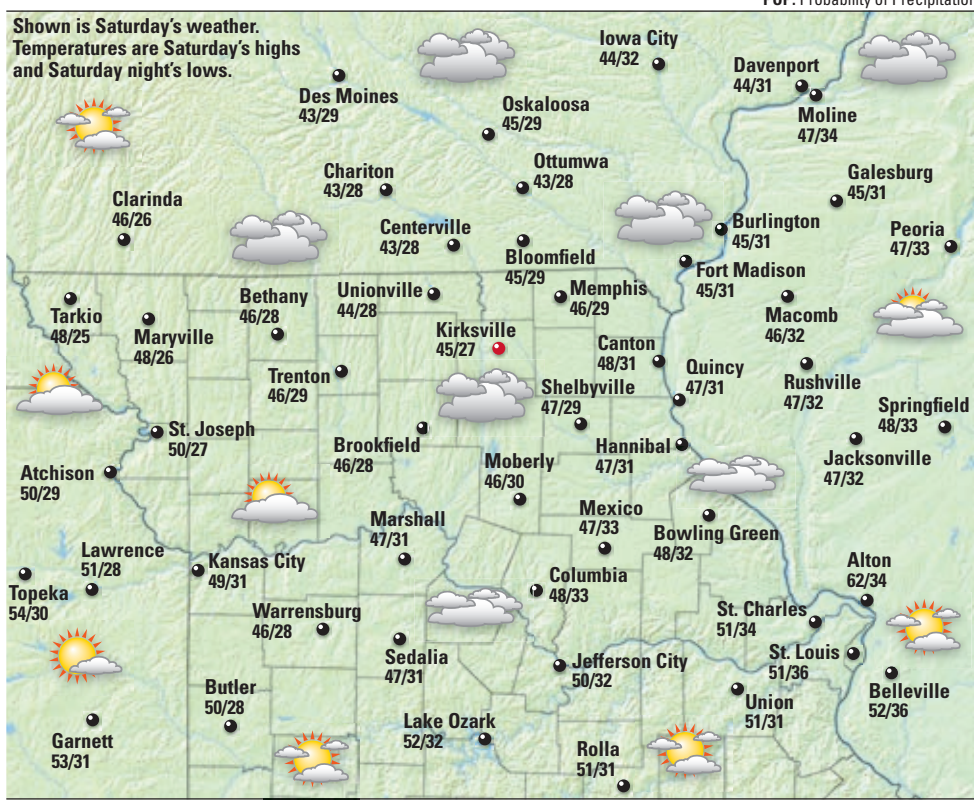 POP: Probability of Precipitation
Shown is Saturday's weather.
Temperatures are Saturday's highs
and Saturday night's lows.
Iowa City
44/32
Davenport
44/31
Des Moines
43/29
Moline
47/34
Oskaloosa
45/29
Ottumwa
43/28
Chariton
43/28
Galesburg
45/31
Clarinda
46/26
Centerville
43/28
Burlington
45/31
Peoria
47/33
Bloomfield
45/29
Fort Madison
45/31
Unionville
44/28
Memphis
46/29
Bethany
46/28
Tarkio
48/25
Maryville
48/26
Macomb
46/32
Kirksville
45/27
Canton
48/31
Trenton
46/29
Quincy
47/31
Rushville
47/32
Shelbyville
47/29
Springfield
48/33
St. Joseph
50/27
Brookfield
46/28
Hannibal
47/31
Jacksonville
47/32
Atchison
50/29
Moberly
46/30
Mexico
47/33
Marshall
47/31
Bowling Green
48/32
Lawrence
51/28
Kansas City
49/31
Alton
62/34
Columbia
48/33
Topeka
54/30
Warrensburg
46/28
St. Charles
51/34
Sedalia
47/31
St. Louis
51/36
Jefferson City
50/32
Butler
50/28
Belleville
52/36
Union
51/31
Lake Ozark
52/32
Garnett
53/31
Rolla
51/31